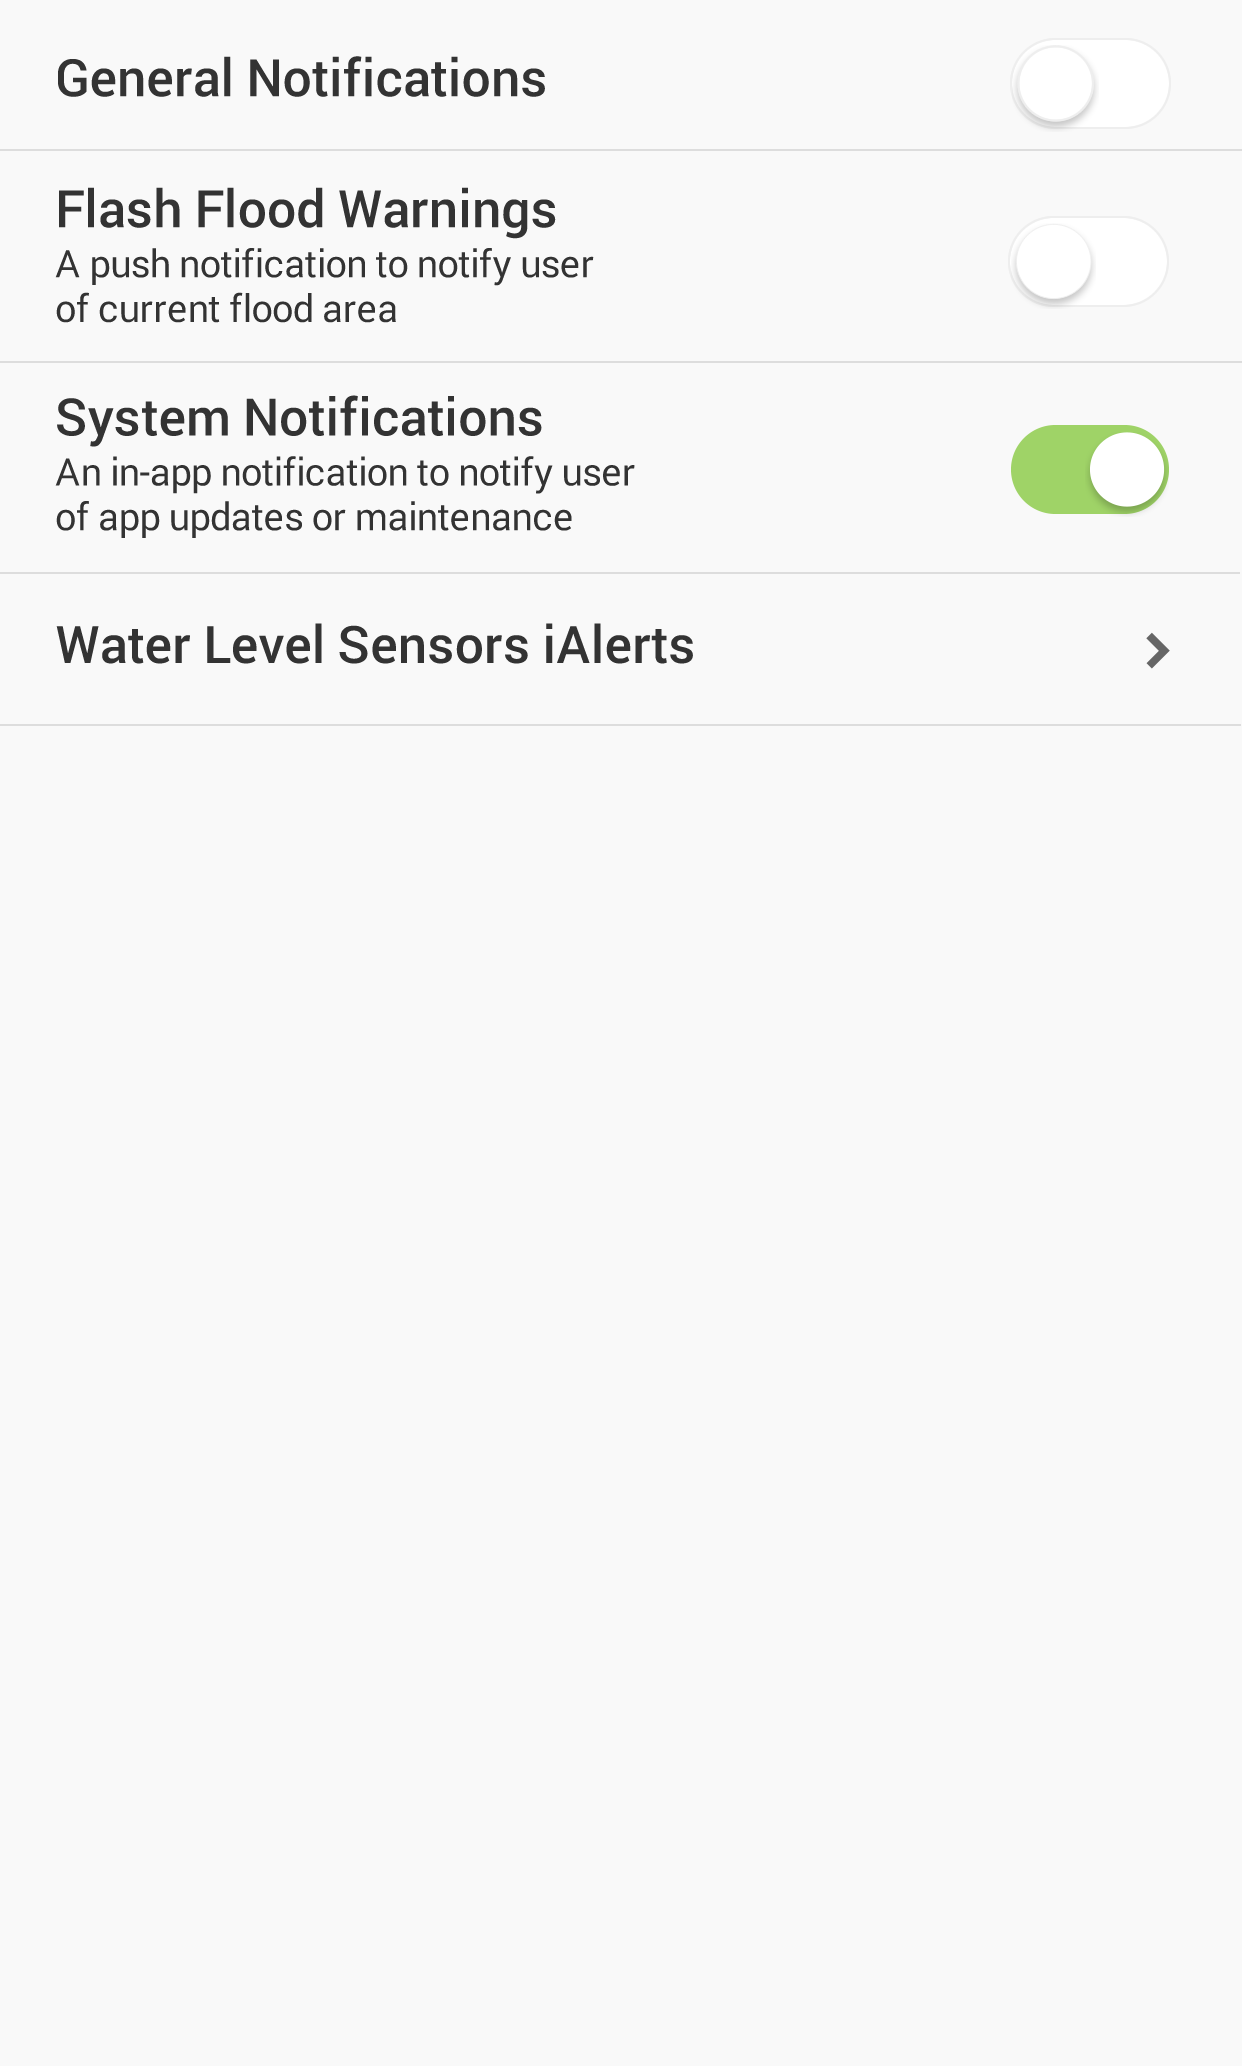 General Notifications
Flash Flood Warnings
A push notification to notify user
of current flood area
System Notifications
An in-app notification to notify user
of app updates or maintenance
Water Level Sensors iAlerts